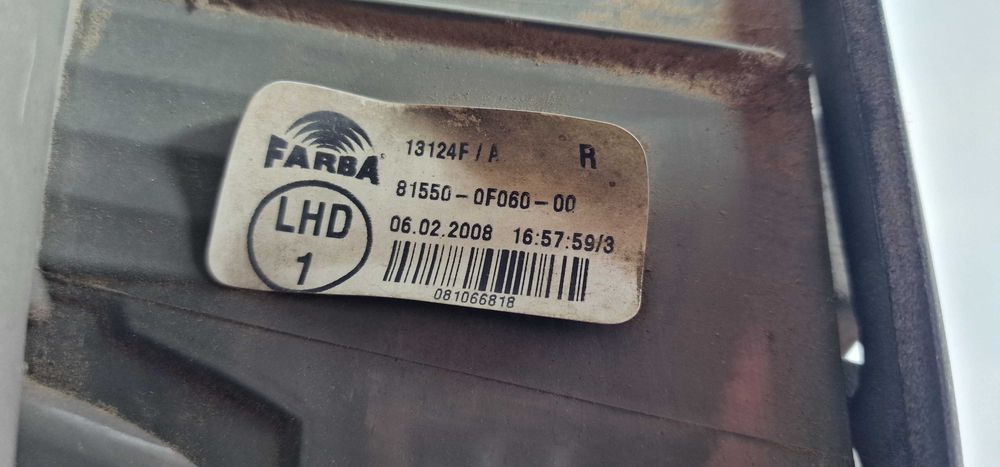 FARBA
13124F / A
R
81550-0F060-00
LHD
1
06.02.2008 16:57:59/3
081066818